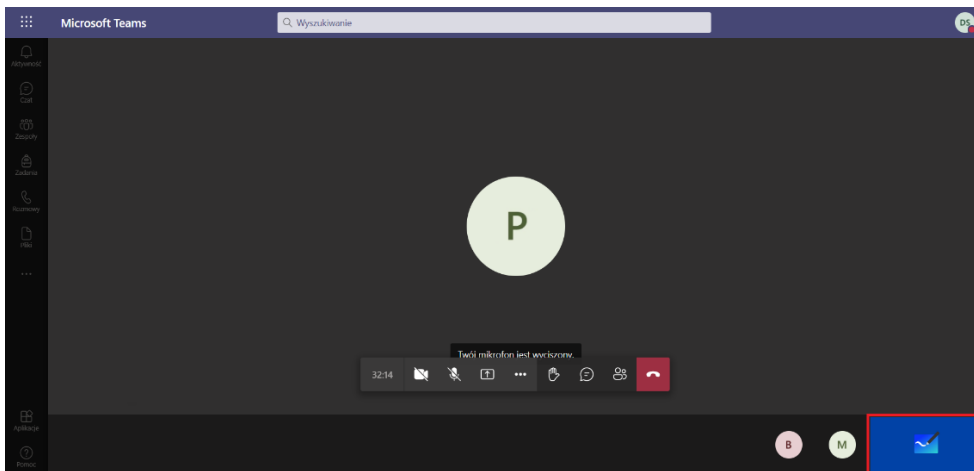 Microsoft Teams
Wyszukiwanie
DS
Aktywność
Czat
Zespoły
Zadania
Rozmowy
Pliki
P
Twój mikrofon jest wyciszony.
32:14
Aplikacje
Pomoc
B
M